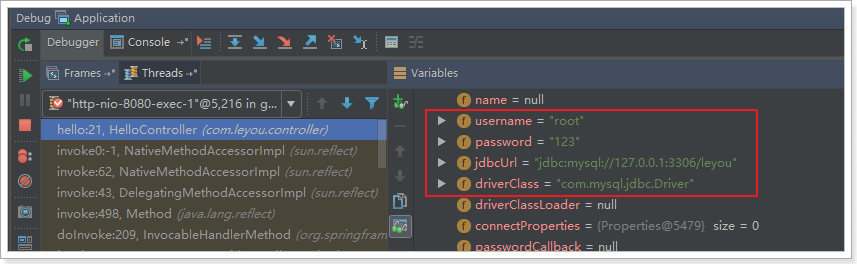 Debug Application
Debugger Console →*
Frames →* Threads →*
"http-nio-8080-exec-1"@5,216 in g...
hello:21, HelloController (com.leyou.controller)
invoke0:-1, NativeMethodAccessorImpl (sun.reflect)
invoke:62, NativeMethodAccessorImpl (sun.reflect)
invoke:43, DelegatingMethodAccessorImpl (sun.reflect)
invoke:498, Method (java.lang.reflect)
doInvoke:209, InvocableHandlerMethod (org.springfram
Variables
f name = null
f username = "root"
f password = "123"
f jdbcUrl = "jdbc:mysql://127.0.0.1:3306/leyou"
f driverClass = "com.mysql.jdbc.Driver"
f driverClassLoader = null
f connectProperties = {Properties@5479} size = 0
f passwordCallback = null